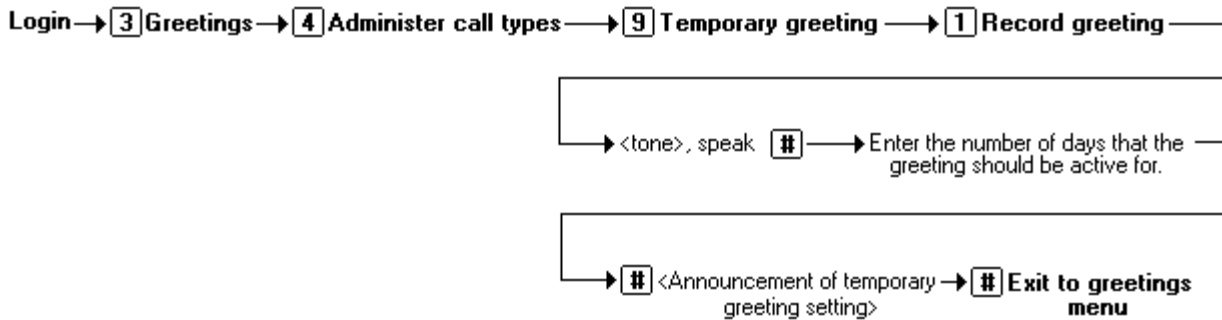 Login 3 Greetings 4 Administer call types 9 Temporary greeting 1 Record greeting
<tone>, speak # Enter the number of days that the
greeting should be active for.
# <Announcement of temporary # Exit to greetings
greeting setting> menu